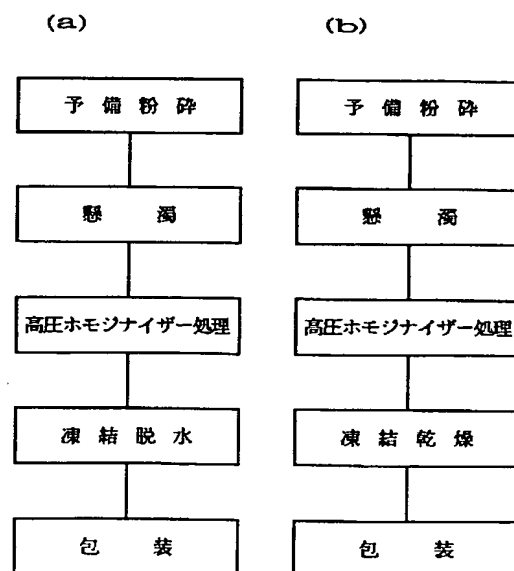 (a)
予備粉砕
懸濁
高圧ホモジナイザー処理
凍結脱水
包装
(b)
予備粉砕
懸濁
高圧ホモジナイザー処理
凍結乾燥
包装